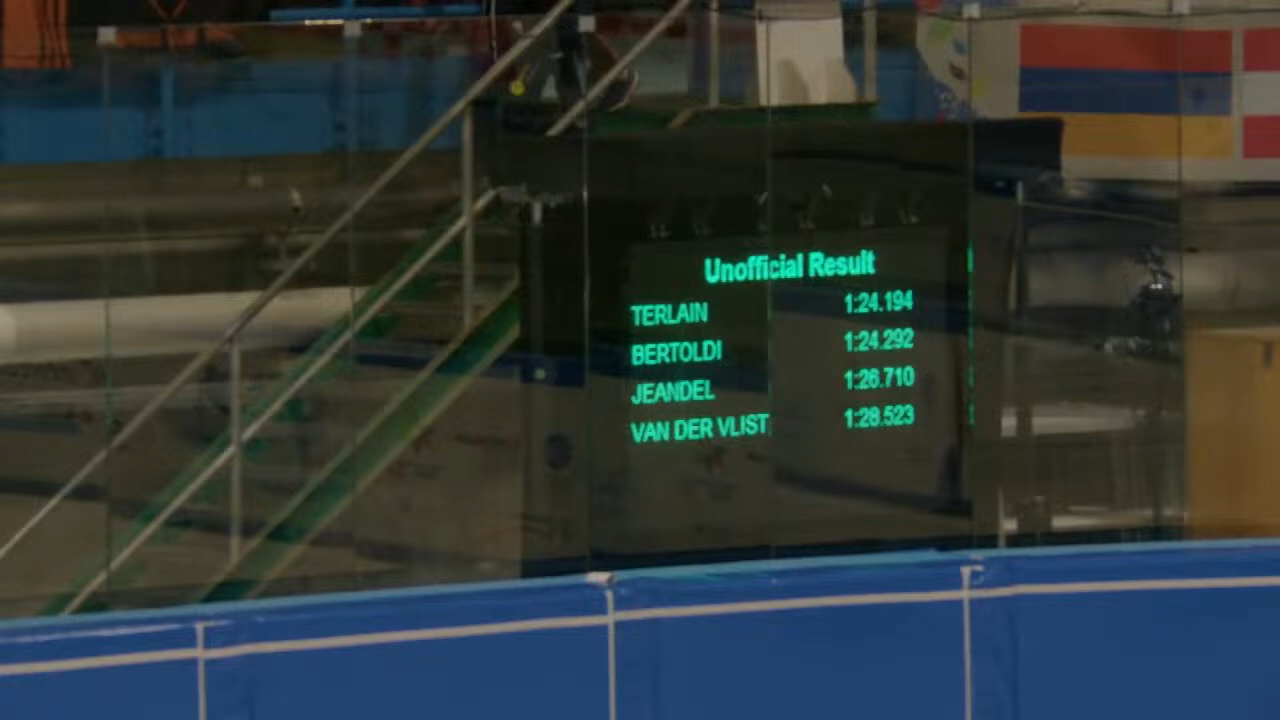 Unofficial Result
TERLAIN 1:24.194
BERTOLDI 1:24.292
JEANDEL 1:26.710
VAN DER VLIST 1:28.523